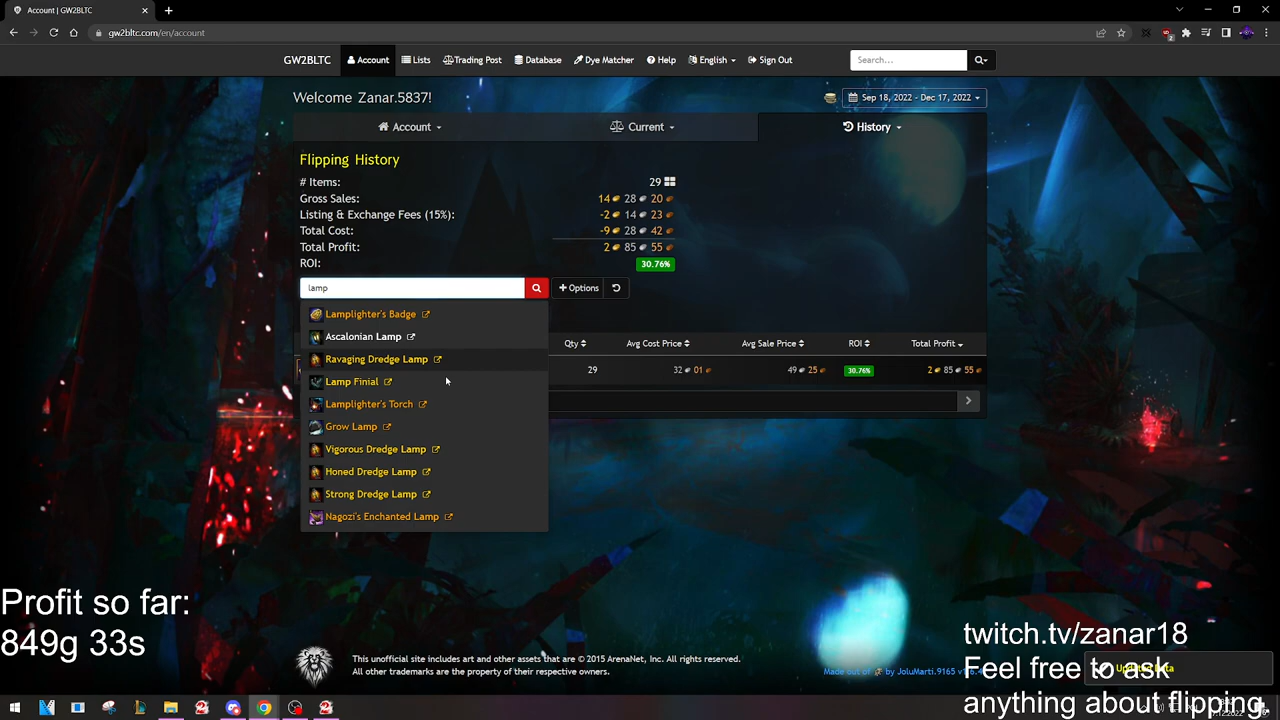 Account | GW2BLTC
gw2bltc.com/en/account
GW2BLTC Account Lists Trading Post Database Dye Matcher Help English Sign Out Search...
Welcome Zanar.5837!
Sep 18, 2022 - Dec 17, 2022
Account Current History
Flipping History
# Items: 29
Gross Sales: 14 28 20
Listing & Exchange Fees (15%): -2 14 23
Total Cost: -9 28 42
Total Profit: 2 85 55
ROI: 30.76%
lamp + Options
Lamplighter's Badge
Ascalonian Lamp
Ravaging Dredge Lamp
Lamp Finial
Lamplighter's Torch
Grow Lamp
Vigorous Dredge Lamp
Honed Dredge Lamp
Strong Dredge Lamp
Nagozi's Enchanted Lamp
Qty Avg Cost Price Avg Sale Price ROI Total Profit
29 32 01 49 25 30.76% 2 85 55
Profit so far:
849g 33s
twitch.tv/zanar18
Feel free to ask
anything about flipping.
This unofficial site includes art and other assets that are © 2015 ArenaNet, Inc. All rights reserved.
All other trademarks are the property of their respective owners.
Made out of by JoluMarti.9165